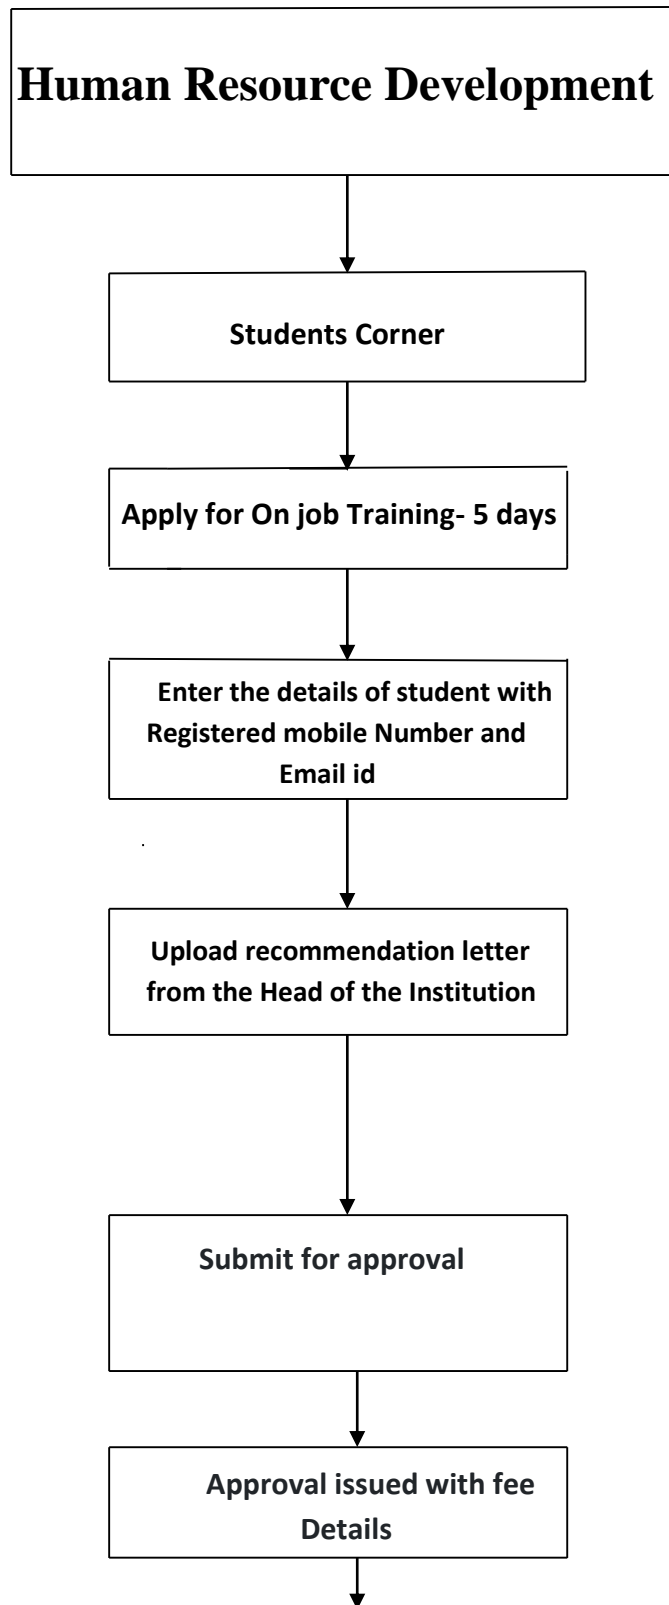 Human Resource Development
Students Corner
Apply for On job Training- 5 days
Enter the details of student with
Registered mobile Number and
Email id
Upload recommendation letter
from the Head of the Institution
Submit for approval
Approval issued with fee
Details